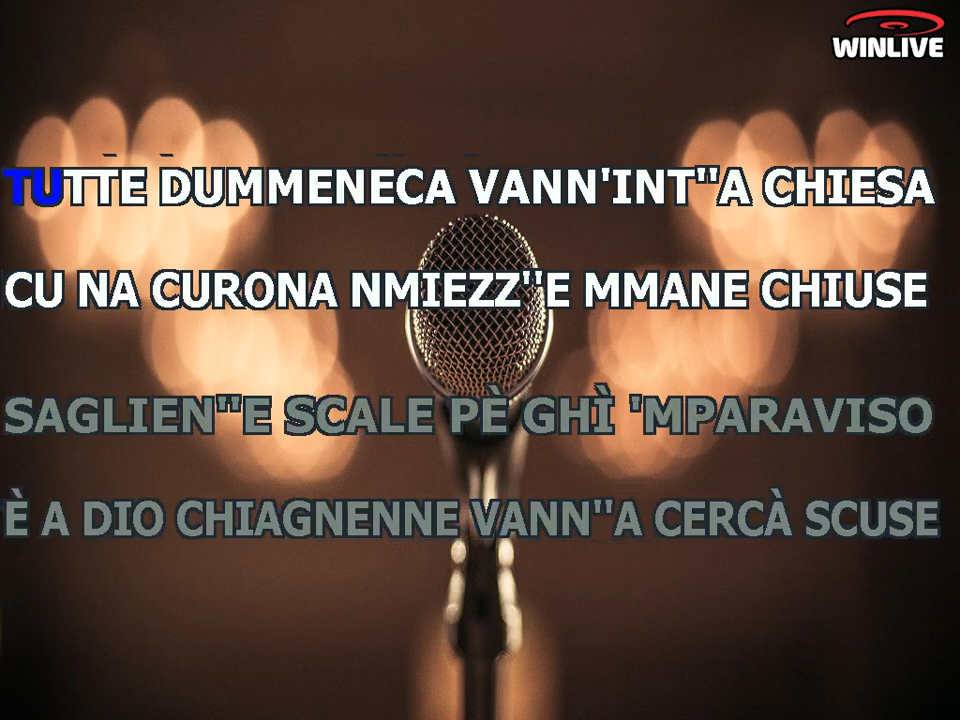 WINLIVE
TUTTE DUMMENECA VANN'INT''A CHIESA
CU NA CURONA NMIEZZ''E MMANE CHIUSE
SAGLIEN''E SCALE PÈ GHÌ 'MPARAVISO
È A DIO CHIAGNENNE VANN''A CERCÀ SCUSE